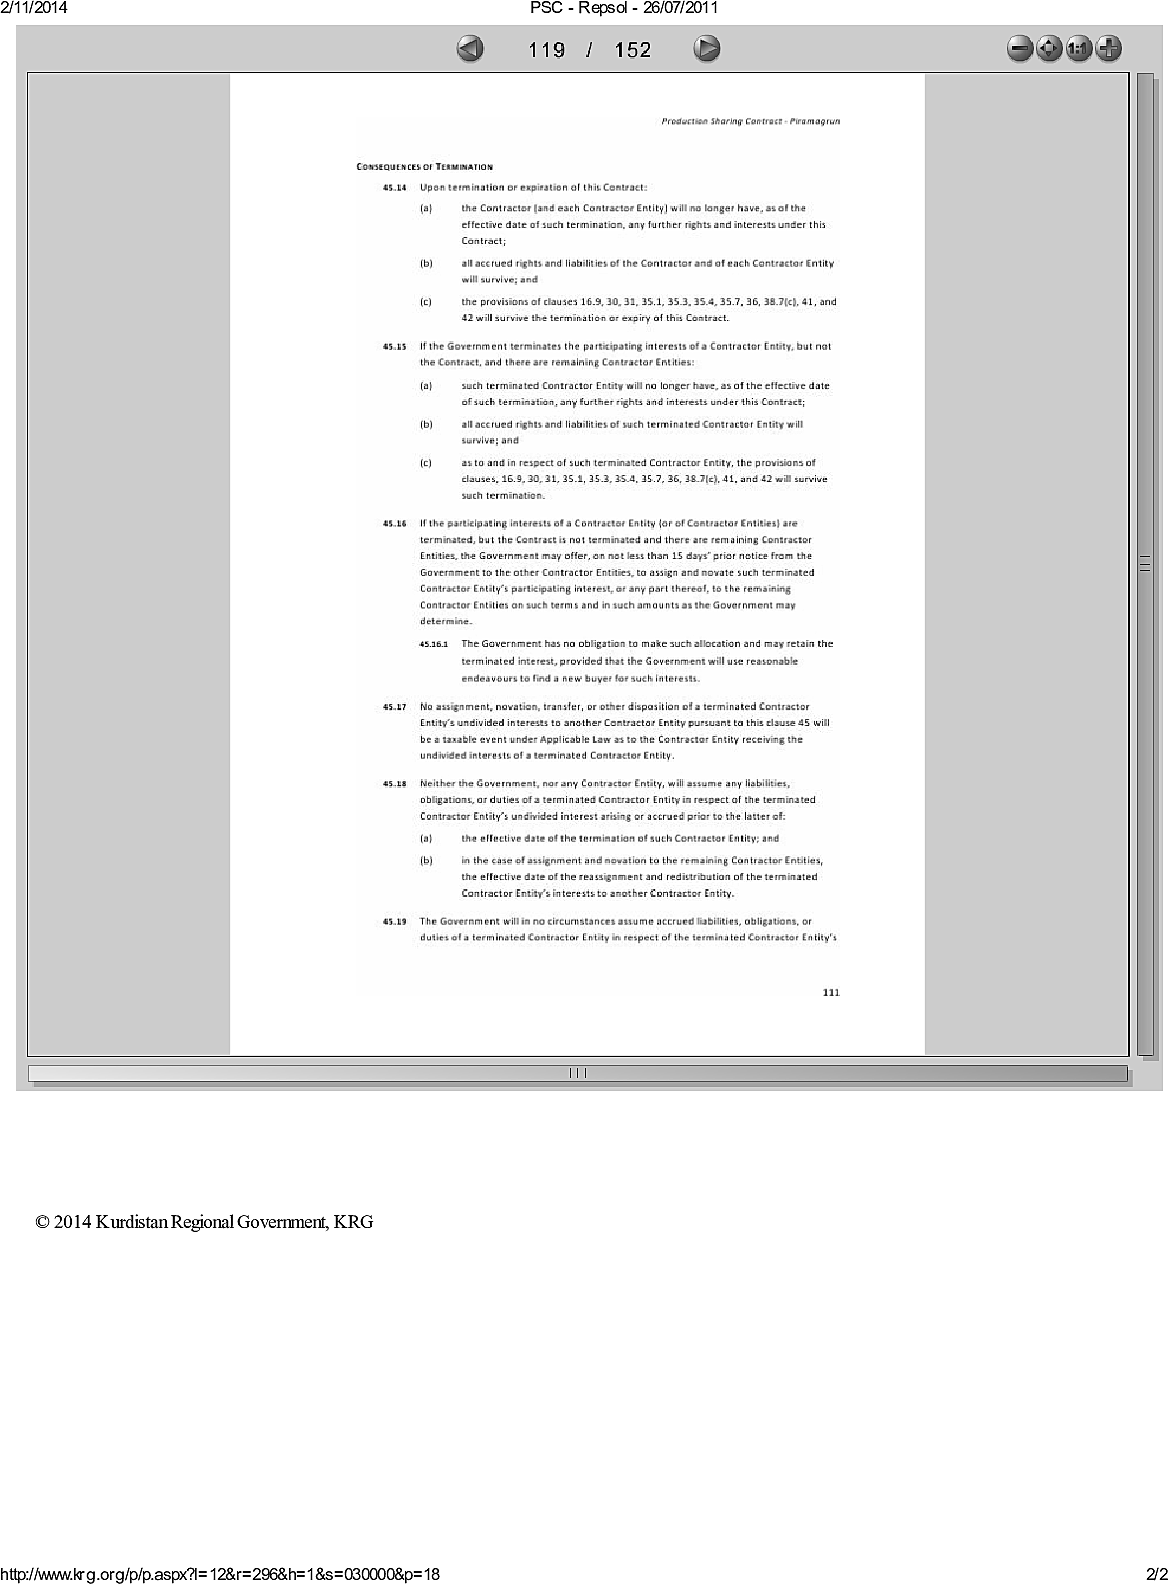 2/11/2014 PSC - Repsol - 26/07/2011
119 / 152
1:1
Production Sharing Contract - Piramagrun
CONSEQUENCES OF TERMINATION
45.14 Upon termination or expiration of this Contract:
(a) the Contractor (and each Contractor Entity) will no longer have, as of the
effective date of such termination, any further rights and interests under this
Contract;
(b) all accrued rights and liabilities of the Contractor and of each Contractor Entity
will survive; and
(c) the provisions of clauses 16.9, 30, 31, 35.1, 35.3, 35.4, 35.7, 36, 38.7(c), 41, and
42 will survive the termination or expiry of this Contract.
45.15 If the Government terminates the participating interests of a Contractor Entity, but not
the Contract, and there are remaining Contractor Entities:
(a) such terminated Contractor Entity will no longer have, as of the effective date
of such termination, any further rights and interests under this Contract;
(b) all accrued rights and liabilities of such terminated Contractor Entity will
survive; and
(c) as to and in respect of such terminated Contractor Entity, the provisions of
clauses, 16.9, 30, 31, 35.1, 35.3, 35.4, 35.7, 36, 38.7(c), 41, and 42 will survive
such termination.
45.16 If the participating interests of a Contractor Entity (or of Contractor Entities) are
terminated, but the Contract is not terminated and there are remaining Contractor
Entities, the Government may offer, on not less than 15 days' prior notice from the
Government to the other Contractor Entities, to assign and novate such terminated
Contractor Entity's participating interest, or any part thereof, to the remaining
Contractor Entities on such terms and in such amounts as the Government may
determine.
45.16.1 The Government has no obligation to make such allocation and may retain the
terminated interest, provided that the Government will use reasonable
endeavours to find a new buyer for such interests.
45.17 No assignment, novation, transfer, or other disposition of a terminated Contractor
Entity's undivided interests to another Contractor Entity pursuant to this clause 45 will
be a taxable event under Applicable Law as to the Contractor Entity receiving the
undivided interests of a terminated Contractor Entity.
45.18 Neither the Government, nor any Contractor Entity, will assume any liabilities,
obligations, or duties of a terminated Contractor Entity in respect of the terminated
Contractor Entity's undivided interest arising or accrued prior to the latter of:
(a) the effective date of the termination of such Contractor Entity; and
(b) in the case of assignment and novation to the remaining Contractor Entities,
the effective date of the reassignment and redistribution of the terminated
Contractor Entity's interests to another Contractor Entity.
45.19 The Government will in no circumstances assume accrued liabilities, obligations, or
duties of a terminated Contractor Entity in respect of the terminated Contractor Entity's
111
© 2014 Kurdistan Regional Government, KRG
http://www.krg.org/p/p.aspx?l=12&r=296&h=1&s=030000&p=18 2/2